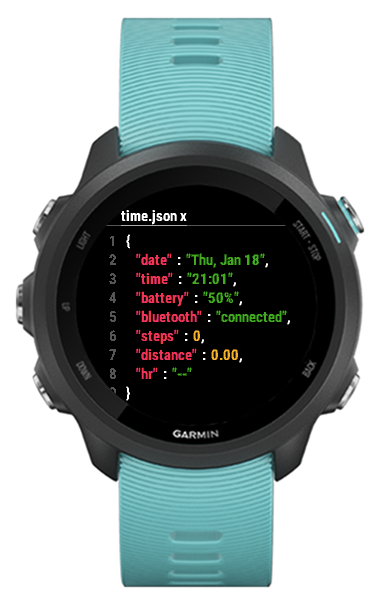 time.json x
1 {
2 "date" : "Thu, Jan 18",
3 "time" : "21:01",
4 "battery" : "50%",
5 "bluetooth" : "connected",
6 "steps" : 0,
7 "distance" : 0.00,
8 "hr" : "--"
9 }
LIGHT
START • STOP
UP
DOWN
BACK
GARMIN